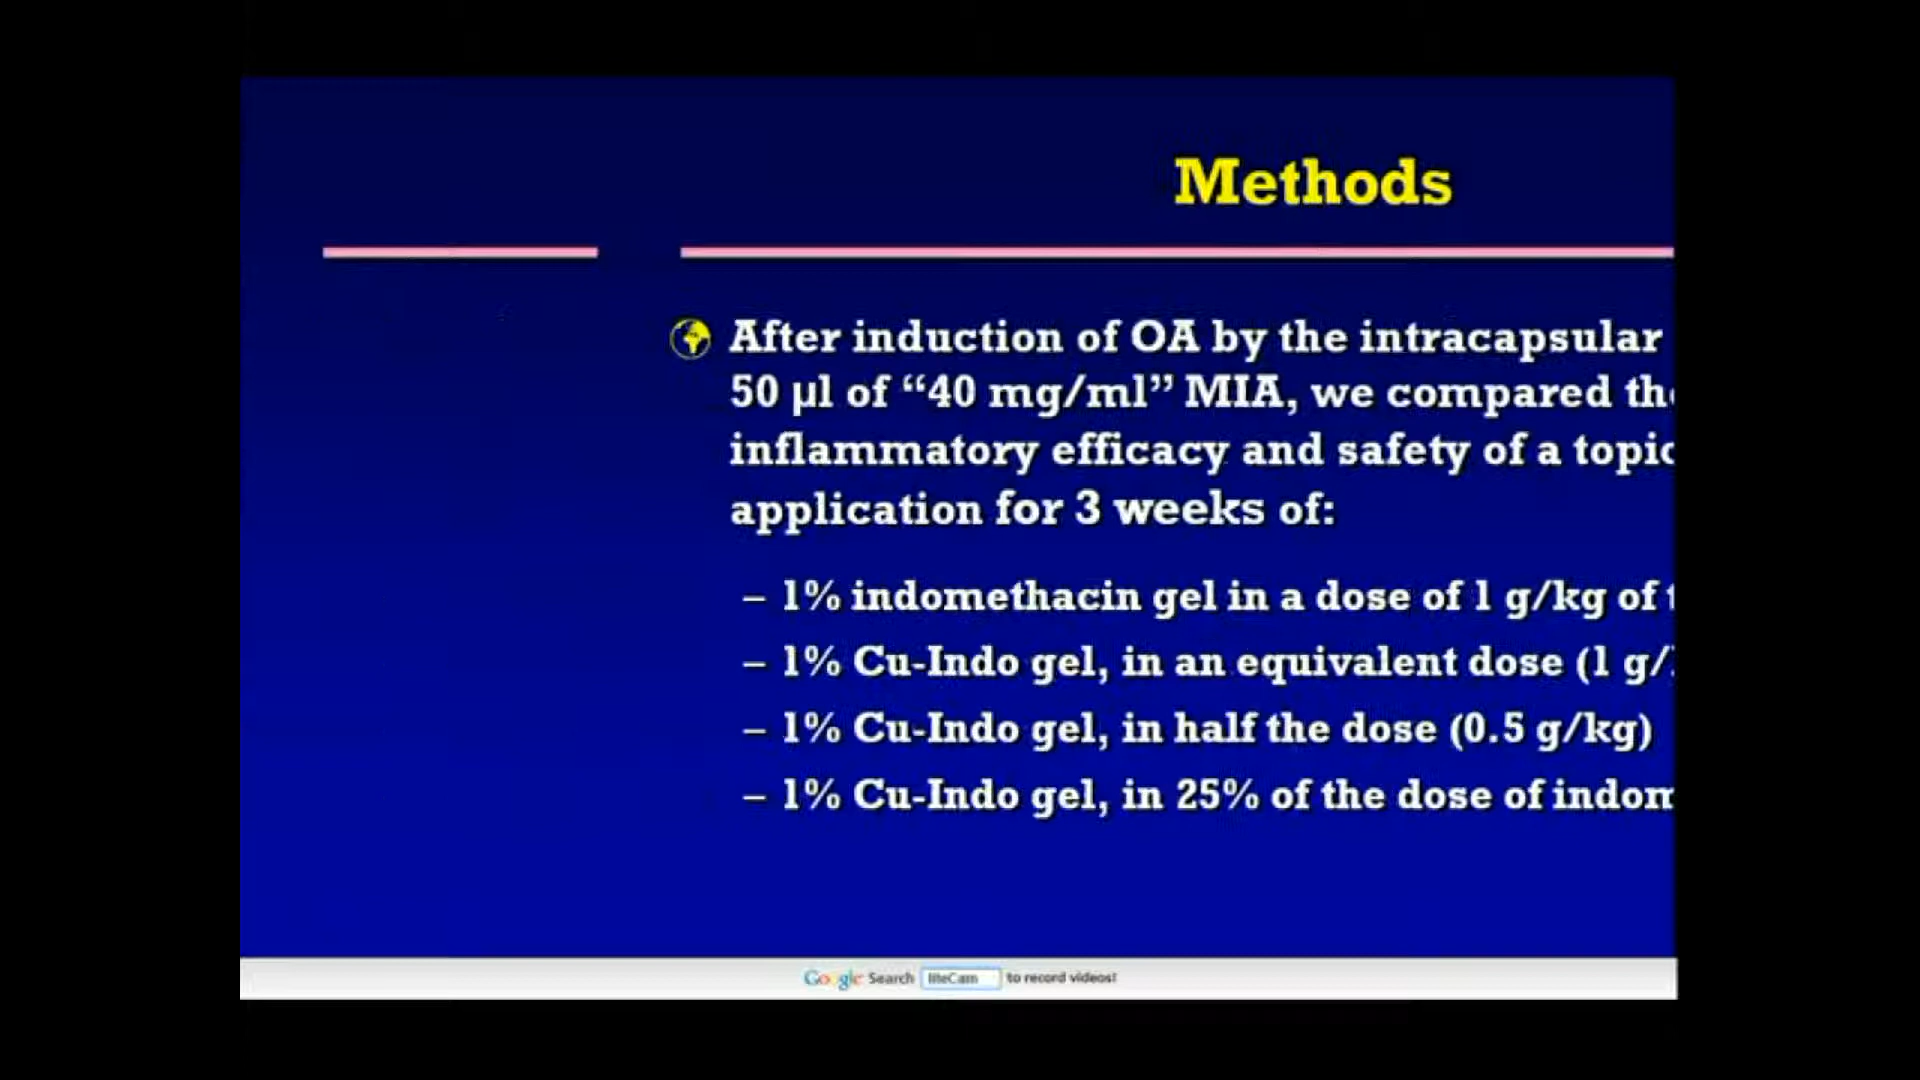 Methods
After induction of OA by the intracapsular
50 µl of “40 mg/ml” MIA, we compared
inflammatory efficacy and safety of a
application for 3 weeks of:
– 1% indomethacin gel in a dose of 1 g/kg of
– 1% Cu-Indo gel, in an equivalent dose (1 g/
– 1% Cu-Indo gel, in half the dose (0.5 g/kg)
– 1% Cu-Indo gel, in 25% of the dose of
Google Search liteCam to record videos!